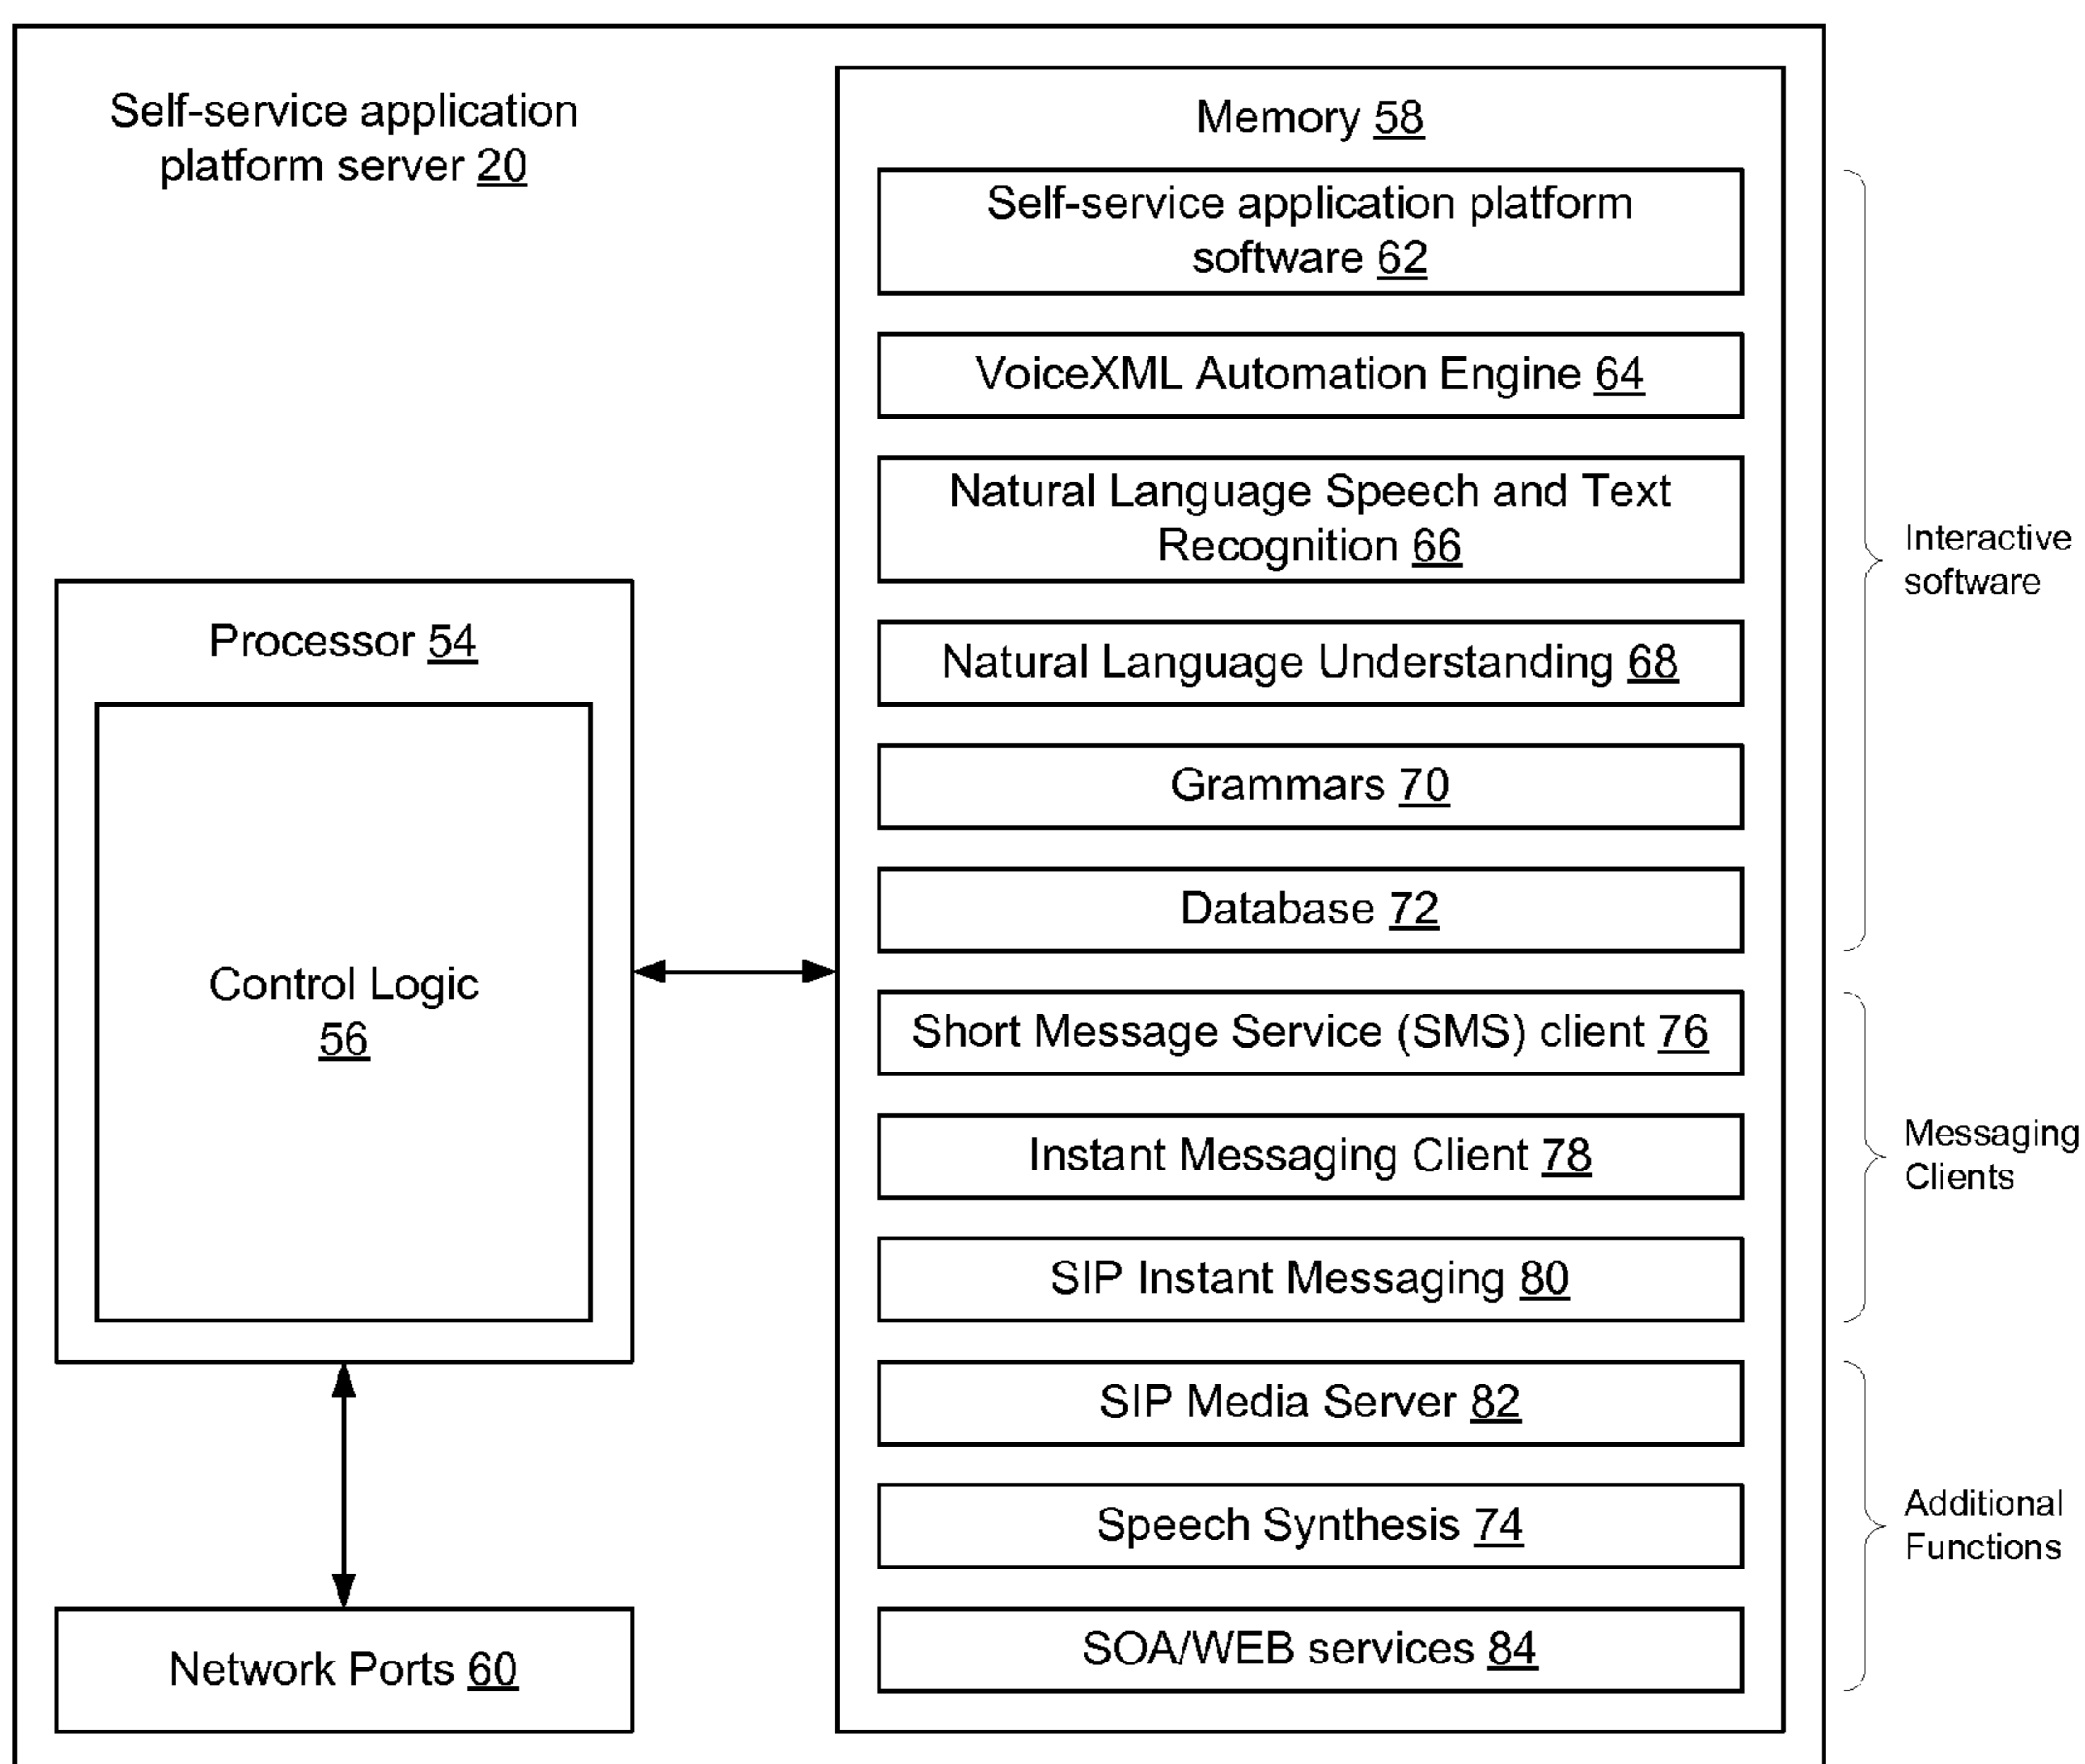 Self-service application
platform server 20
Memory 58
Self-service application platform
software 62
VoiceXML Automation Engine 64
Natural Language Speech and Text
Recognition 66
Natural Language Understanding 68
Grammars 70
Database 72
Short Message Service (SMS) client 76
Instant Messaging Client 78
SIP Instant Messaging 80
SIP Media Server 82
Speech Synthesis 74
SOA/WEB services 84
Processor 54
Control Logic
56
Network Ports 60
Interactive
software
Messaging
Clients
Additional
Functions